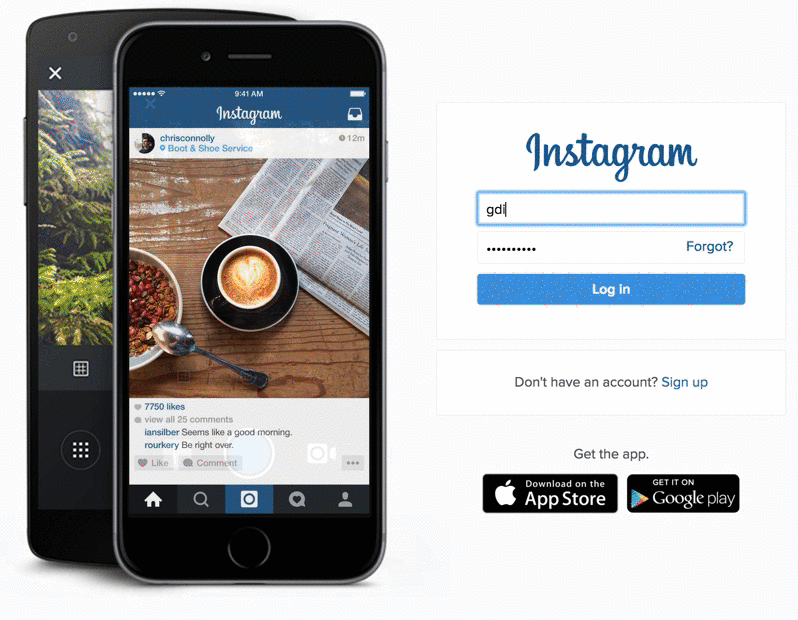 9:41 AM
Instagram
chrisconnolly
12m
Boot & Shoe Service
7750 likes
view all 25 comments
iansilber Seems like a good morning.
rourkery Be right over.
Like
Comment
Instagram
gdi
Forgot?
Log in
Don't have an account? Sign up
Get the app.
Download on the
App Store
GET IT ON
Google play